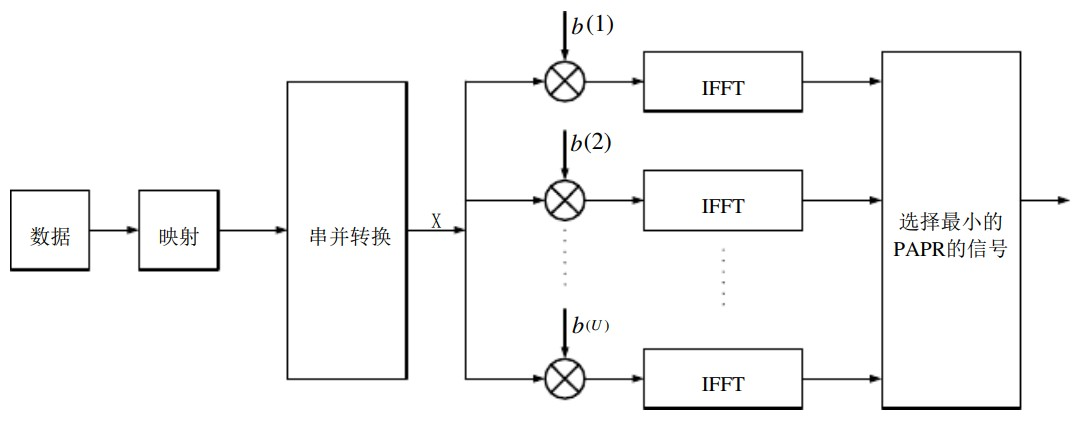 b(1)
IFFT
b(2)
IFFT
数据
映射
串并转换
X
选择最小的
PAPR的信号
b(U)
IFFT